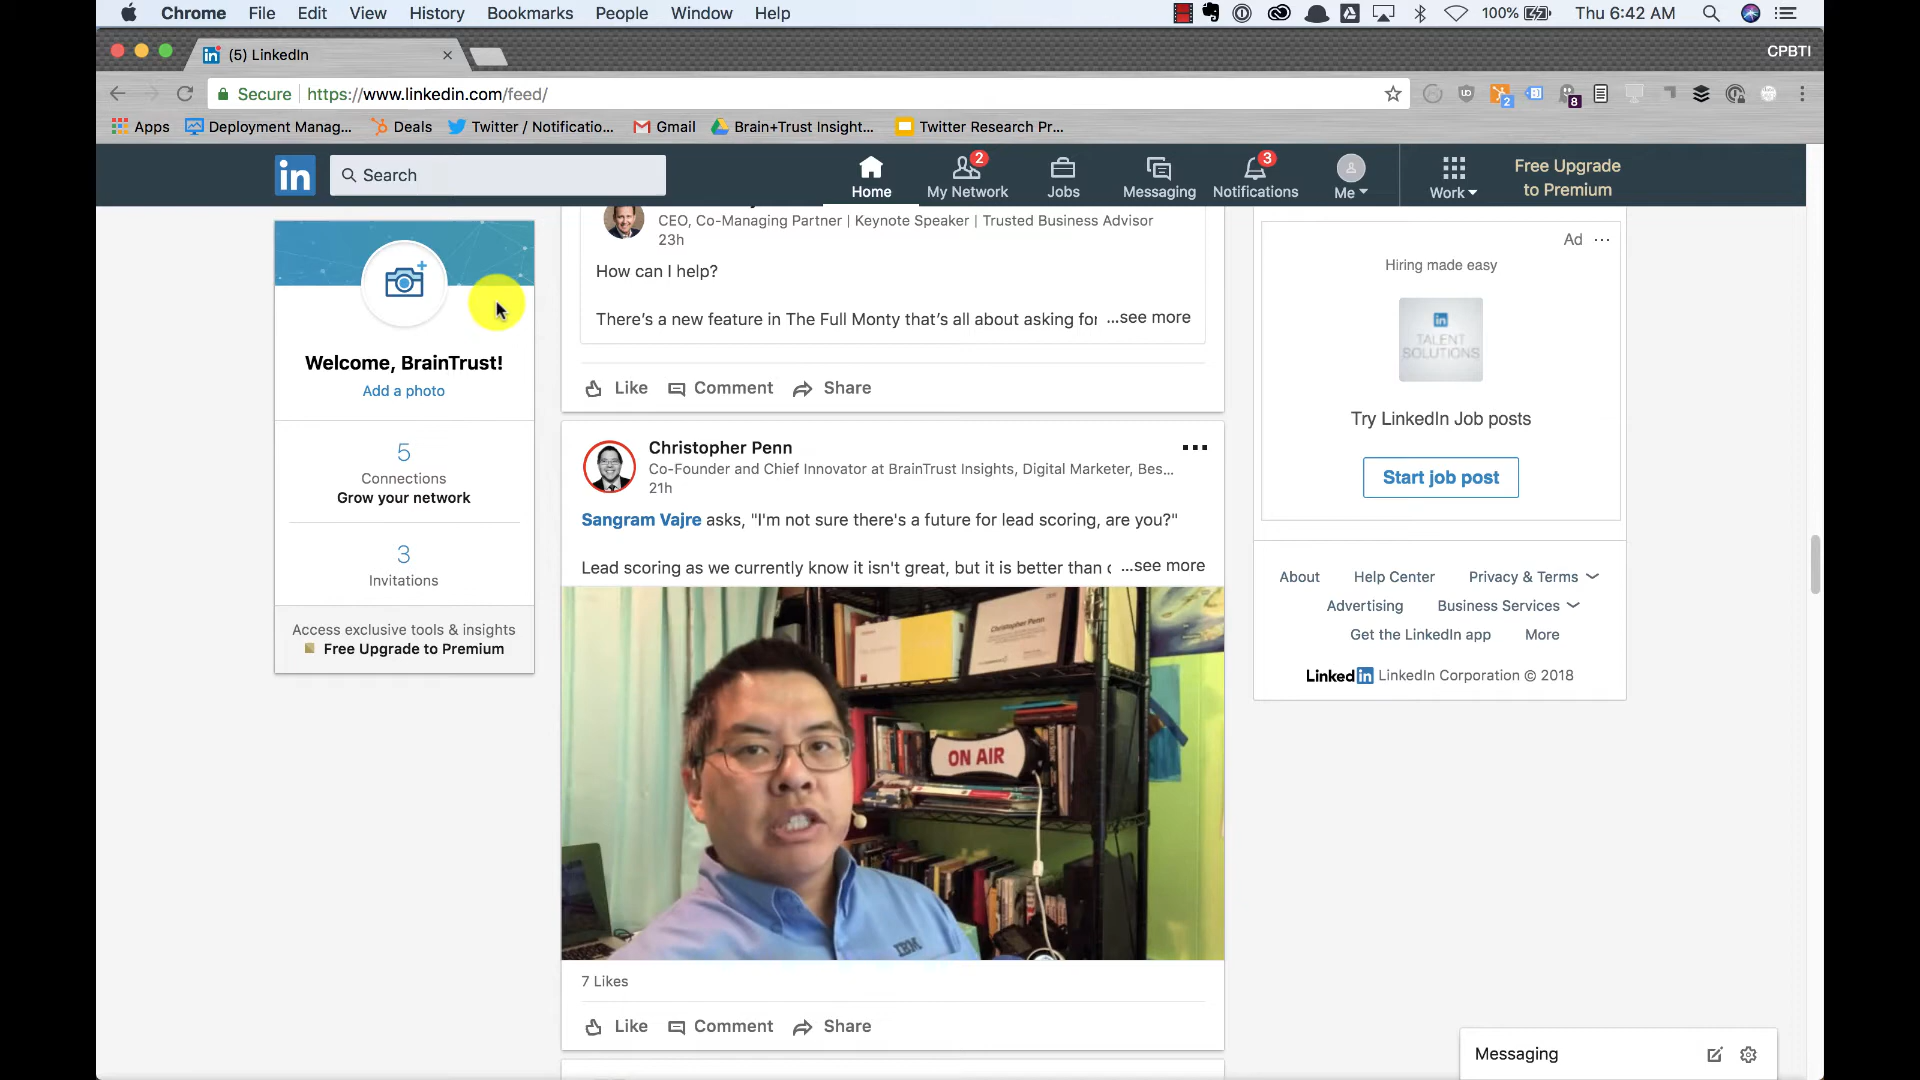 Chrome File Edit View History Bookmarks People Window Help 100% Thu 6:42 AM
(5) LinkedIn CPBTI
Secure https://www.linkedin.com/feed/ 2 8
Apps Deployment Manag... Deals Twitter / Notificatio... Gmail Brain+Trust Insight... Twitter Research Pr...
in Search Home 2 My Network Jobs Messaging 3 Notifications Me Work Free Upgrade
to Premium
Welcome, BrainTrust!
Add a photo
5
Connections
Grow your network
3
Invitations
Access exclusive tools & insights
Free Upgrade to Premium
CEO, Co-Managing Partner | Keynote Speaker | Trusted Business Advisor
23h
How can I help?
There's a new feature in The Full Monty that's all about asking for ...see more
Like Comment Share
Christopher Penn
Co-Founder and Chief Innovator at BrainTrust Insights, Digital Marketer, Bes...
21h
Sangram Vajre asks, "I'm not sure there's a future for lead scoring, are you?"
Lead scoring as we currently know it isn't great, but it is better than ...see more
Christopher Penn
ON AIR
IBM
7 Likes
Like Comment Share
Ad
Hiring made easy
in
TALENT
SOLUTIONS
Try LinkedIn Job posts
Start job post
About Help Center Privacy & Terms
Advertising Business Services
Get the LinkedIn app More
LinkedIn LinkedIn Corporation © 2018
Messaging